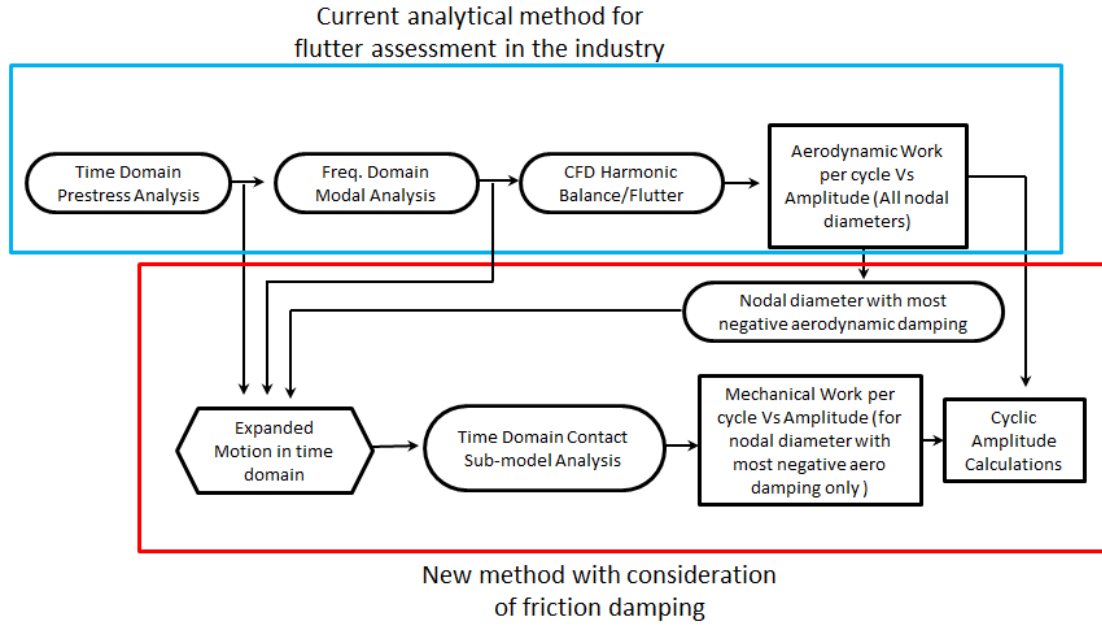 Current analytical method for
flutter assessment in the industry
Time Domain
Prestress Analysis
Freq. Domain
Modal Analysis
CFD Harmonic
Balance/Flutter
Aerodynamic Work
per cycle Vs
Amplitude (All nodal
diameters)
Nodal diameter with most
negative aerodynamic damping
Expanded
Motion in time
domain
Time Domain Contact
Sub-model Analysis
Mechanical Work per
cycle Vs Amplitude (for
nodal diameter with
most negative aero
damping only )
Cyclic
Amplitude
Calculations
New method with consideration
of friction damping